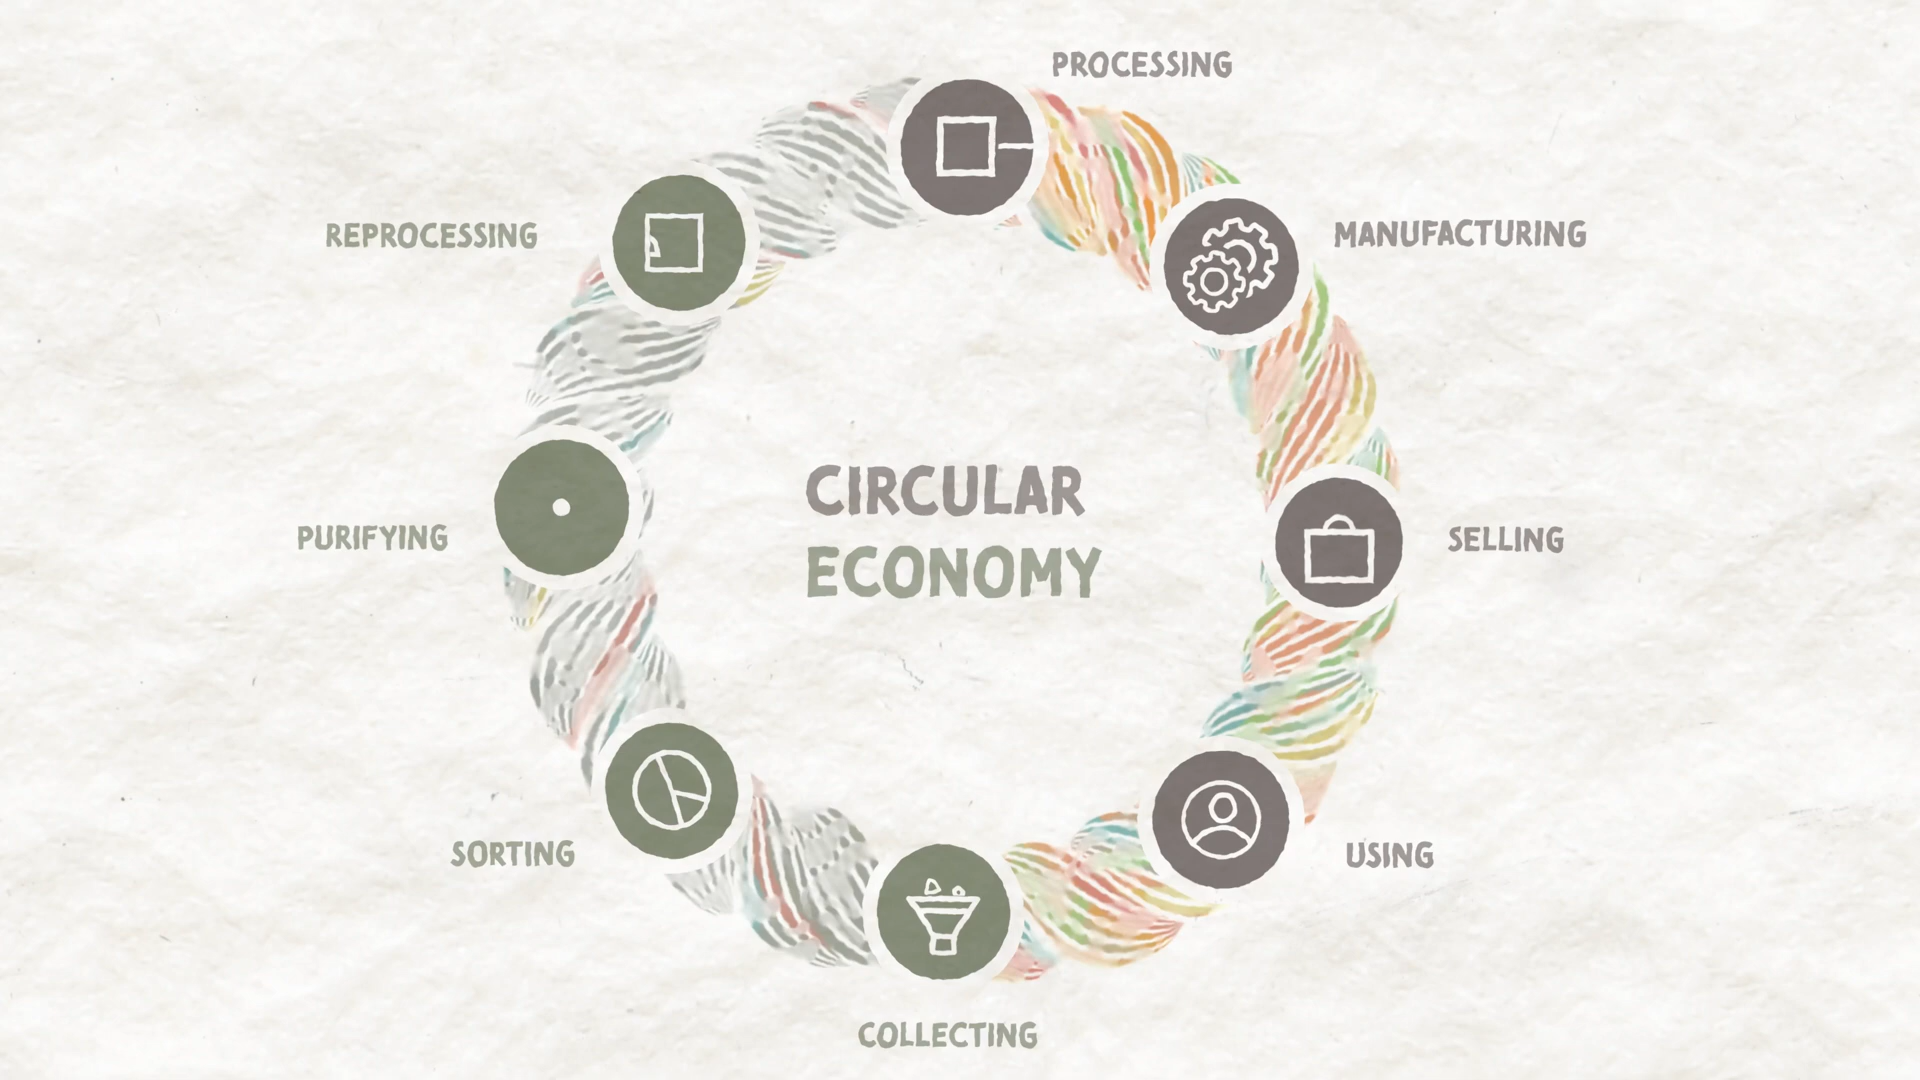 PROCESSING
REPROCESSING
MANUFACTURING
CIRCULAR
ECONOMY
PURIFYING
SELLING
SORTING
USING
COLLECTING